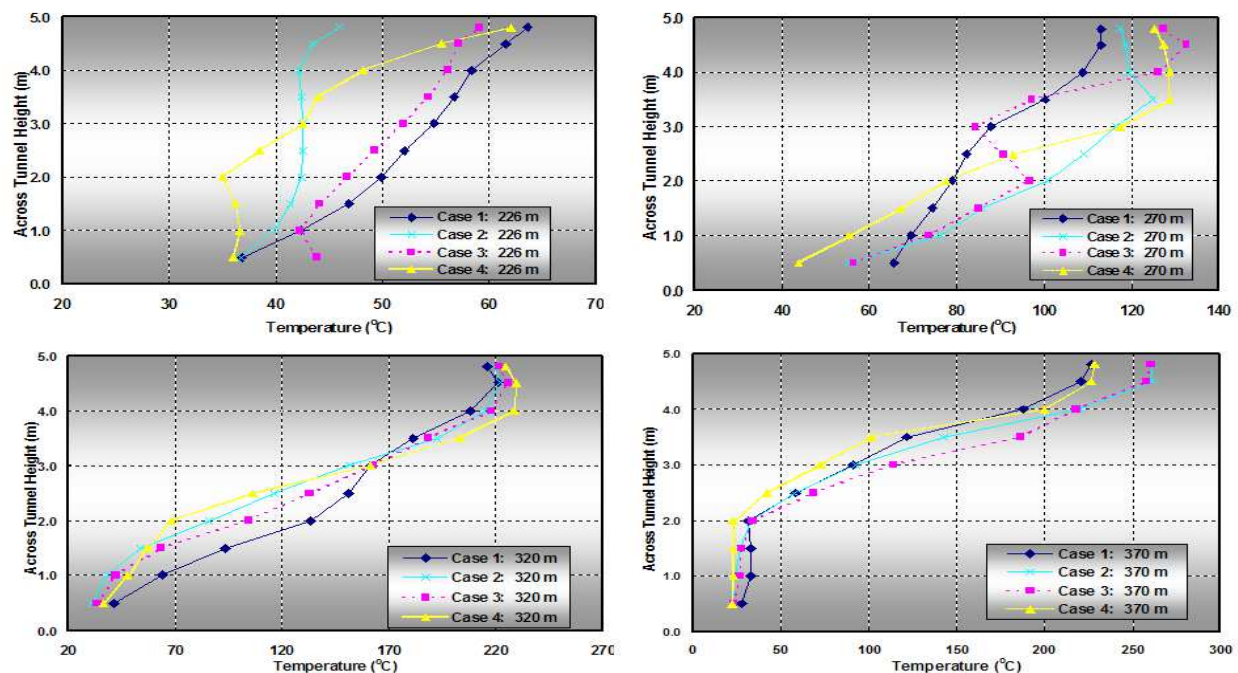 5.0
4.0
3.0
2.0
1.0
0.0
Across Tunnel Height (m)
Case 1: 226 m
Case 2: 226 m
Case 3: 226 m
Case 4: 226 m
20 30 40 50 60 70
Temperature (°C)
5.0
4.0
3.0
2.0
1.0
0.0
Across Tunnel Height (m)
Case 1: 270 m
Case 2: 270 m
Case 3: 270 m
Case 4: 270 m
20 40 60 80 100 120 140
Temperature (°C)
5.0
4.0
3.0
2.0
1.0
0.0
Across Tunnel Height (m)
Case 1: 320 m
Case 2: 320 m
Case 3: 320 m
Case 4: 320 m
20 70 120 170 220 270
Temperature (°C)
5.0
4.0
3.0
2.0
1.0
0.0
Across Tunnel Height (m)
Case 1: 370 m
Case 2: 370 m
Case 3: 370 m
Case 4: 370 m
0 50 100 150 200 250 300
Temperature (°C)